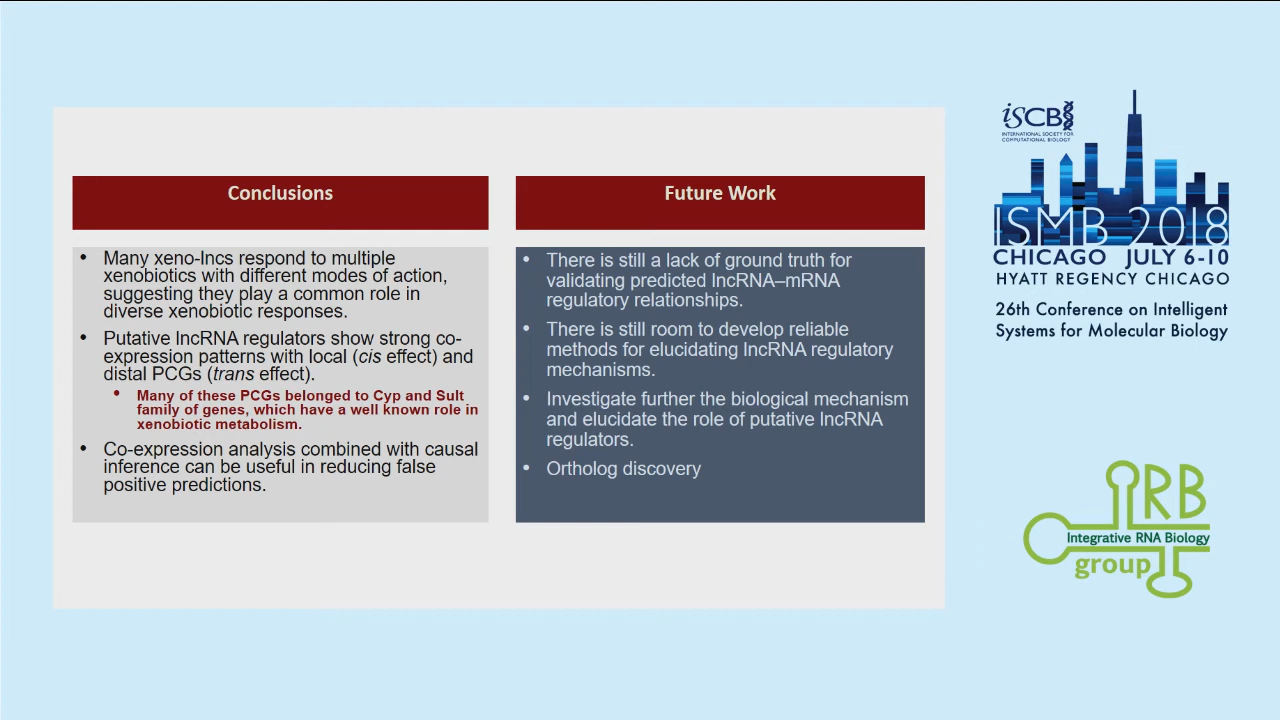 Conclusions
• Many xeno-lncs respond to multiple
xenobiotics with different modes of action,
suggesting they play a common role in
diverse xenobiotic responses.
• Putative lncRNA regulators show strong co-
expression patterns with local (cis effect) and
distal PCGs (trans effect).
• Many of these PCGs belonged to Cyp and Sult
family of genes, which have a well known role in
xenobiotic metabolism.
• Co-expression analysis combined with causal
inference can be useful in reducing false
positive predictions.
Future Work
• There is still a lack of ground truth for
validating predicted lncRNA–mRNA
regulatory relationships.
• There is still room to develop reliable
methods for elucidating lncRNA regulatory
mechanisms.
• Investigate further the biological mechanism
and elucidate the role of putative lncRNA
regulators.
• Ortholog discovery
iSCB
INTERNATIONAL SOCIETY FOR
COMPUTATIONAL BIOLOGY
ISMB 2018
CHICAGO JULY 6-10
HYATT REGENCY CHICAGO
26th Conference on Intelligent
Systems for Molecular Biology
IRB
Integrative RNA Biology
group